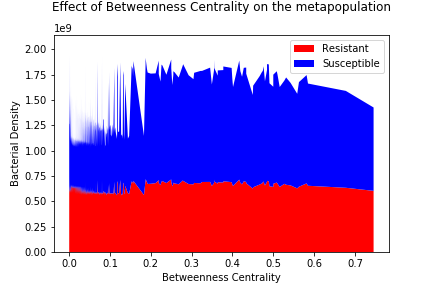 Effect of Betweenness Centrality on the metapopulation
1e9
2.00
1.75
1.50
1.25
1.00
0.75
0.50
0.25
0.00
Bacterial Density
Resistant
Susceptible
0.0 0.1 0.2 0.3 0.4 0.5 0.6 0.7
Betweenness Centrality